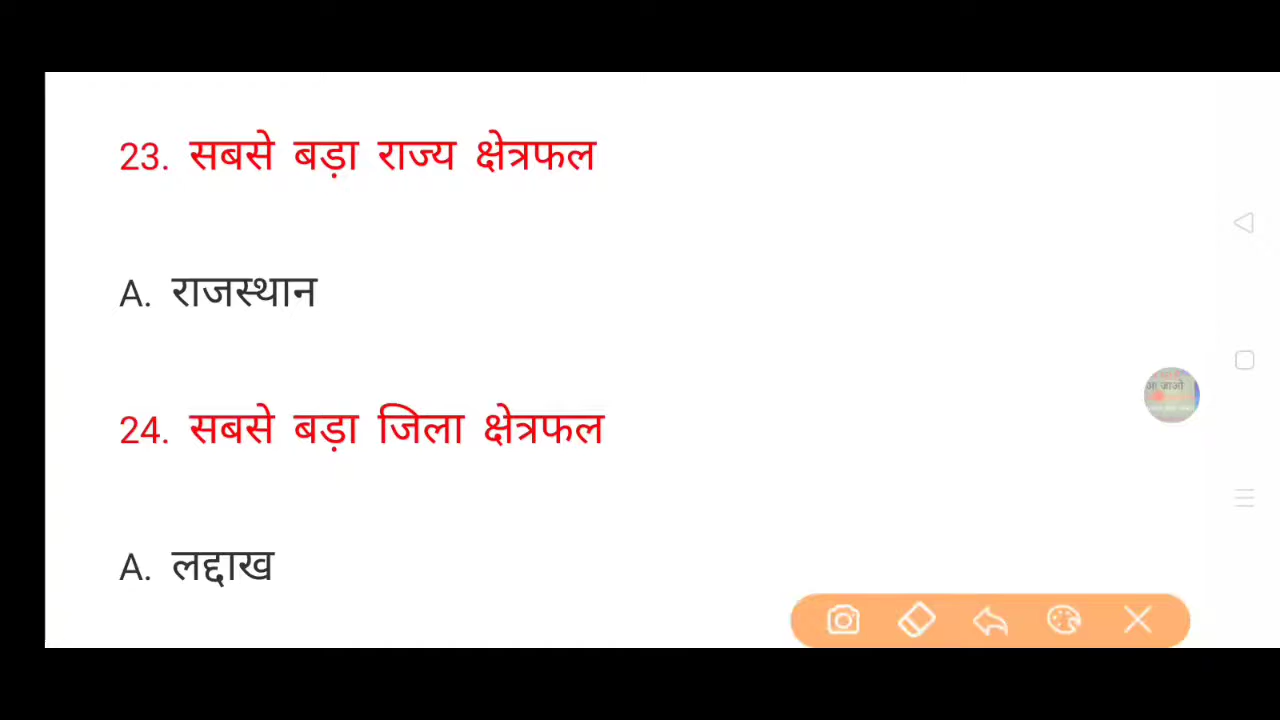 23. सबसे बड़ा राज्य क्षेत्रफल
A. राजस्थान
आ जाओ
24. सबसे बड़ा जिला क्षेत्रफल
A. लद्दाख